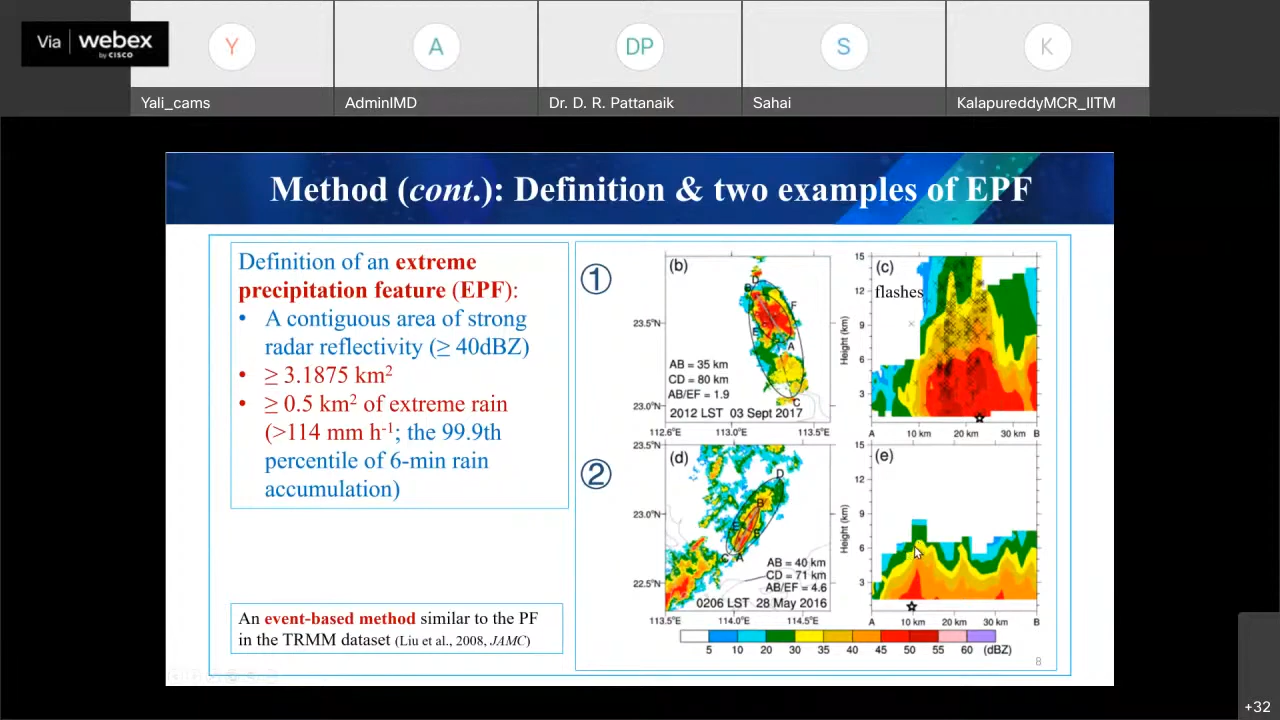 Via webex
by CISCO
Y
A
DP
S
K
Yali_cams
AdminIMD
Dr. D. R. Pattanaik
Sahai
KalapureddyMCR_IITM
Method (cont.): Definition & two examples of EPF
Definition of an extreme
precipitation feature (EPF):
• A contiguous area of strong
radar reflectivity (≥ 40dBZ)
• ≥ 3.1875 km²
• ≥ 0.5 km² of extreme rain
(>114 mm h⁻¹; the 99.9th
percentile of 6-min rain
accumulation)
An event-based method similar to the PF
in the TRMM dataset (Liu et al., 2008, JAMC)
①
(b)
D
B
F
E
A
C
23.5°N
23.0°N
AB = 35 km
CD = 80 km
AB/EF = 1.9
2012 LST 03 Sept 2017
112.6°E 113.0°E 113.5°E
(c)
flashes
15
12
9
6
3
Height (km)
A 10 km 20 km 30 km B
②
(d)
D
B
E
C A
23.5°N
23.0°N
22.5°N
AB = 40 km
CD = 71 km
AB/EF = 4.6
0206 LST 28 May 2016
113.5°E 114.0°E 114.5°E
(e)
15
12
9
6
3
Height (km)
A 10 km 20 km 30 km B
5 10 20 30 35 40 45 50 55 60 (dBZ)
8
+32